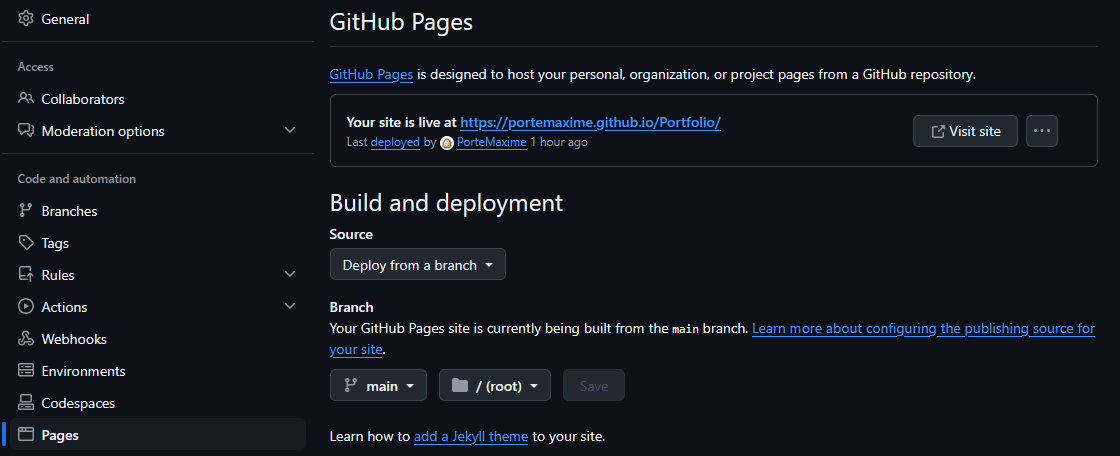 General
Access
Collaborators
Moderation options
Code and automation
Branches
Tags
Rules
Actions
Webhooks
Environments
Codespaces
Pages
GitHub Pages
GitHub Pages is designed to host your personal, organization, or project pages from a GitHub repository.
Your site is live at https://portemaxime.github.io/Portfolio/
Last deployed by PorteMaxime 1 hour ago
Visit site
Build and deployment
Source
Deploy from a branch
Branch
Your GitHub Pages site is currently being built from the main branch. Learn more about configuring the publishing source for
your site.
main
/ (root)
Save
Learn how to add a Jekyll theme to your site.